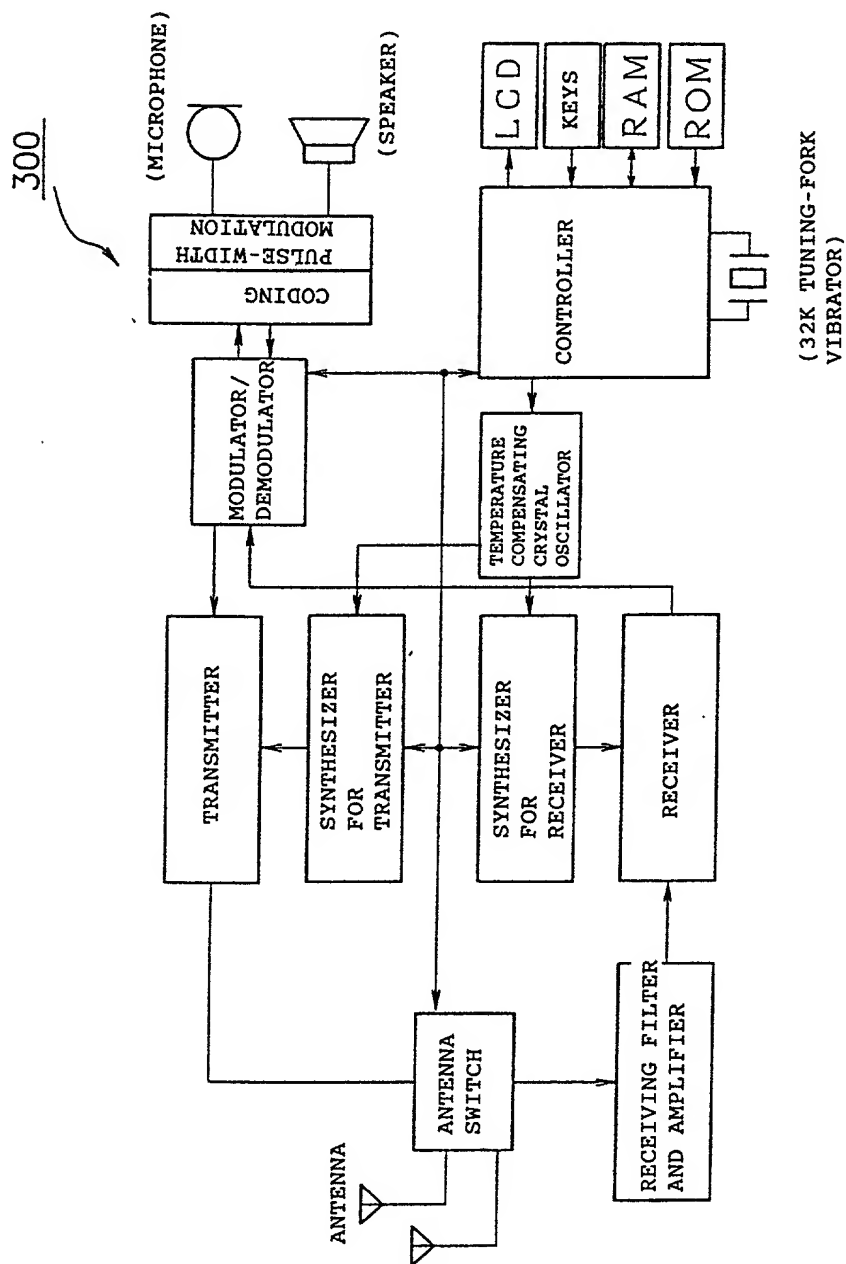 300
(MICROPHONE)
(SPEAKER)
PULSE-WIDTH
MODULATION
CODING
MODULATOR/
DEMODULATOR
TRANSMITTER
SYNTHESIZER
FOR
TRANSMITTER
SYNTHESIZER
FOR
RECEIVER
RECEIVER
TEMPERATURE
COMPENSATING
CRYSTAL
OSCILLATOR
CONTROLLER
LCD
KEYS
RAM
ROM
(32K TUNING-FORK
VIBRATOR)
ANTENNA
ANTENNA
SWITCH
RECEIVING FILTER
AND AMPLIFIER